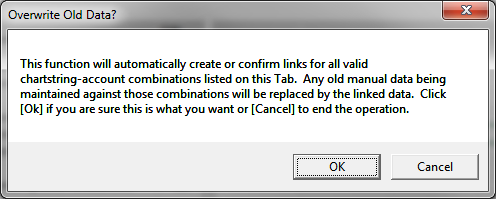 Overwrite Old Data?
This function will automatically create or confirm links for all valid
chartstring-account combinations listed on this Tab.  Any old manual data being
maintained against those combinations will be replaced by the linked data.  Click
[Ok] if you are sure this is what you want or [Cancel] to end the operation.
OK
Cancel